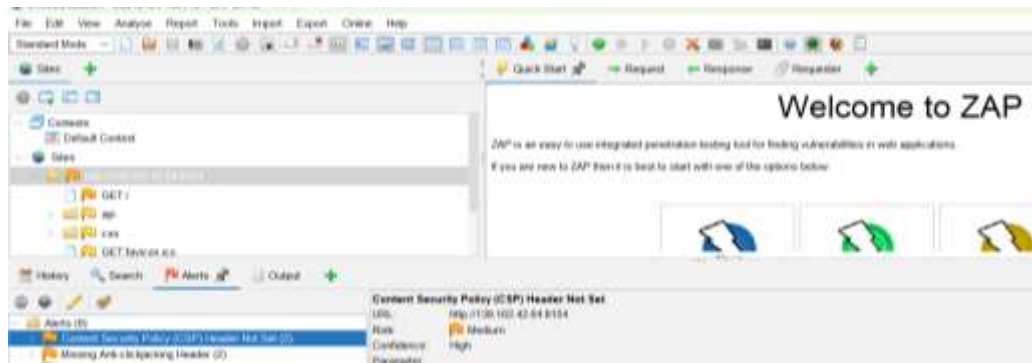 File Edit View Analyse Report Tools Import Export Online Help
Standard Mode
Sites
Quick Start Request Response Requester
Contexts
Default Context
Sites
GET:/
css
GET:favicon.ico
Welcome to ZAP
ZAP is an easy to use integrated penetration testing tool for finding vulnerabilities in web applications.
If you are new to ZAP then it is best to start with one of the options below.
History Search Alerts Output
Content Security Policy (CSP) Header Not Set
URL:
Risk: Medium
Confidence: High
Parameter:
Alerts
Content Security Policy (CSP) Header Not Set (2)
Missing Anti-clickjacking Header (2)